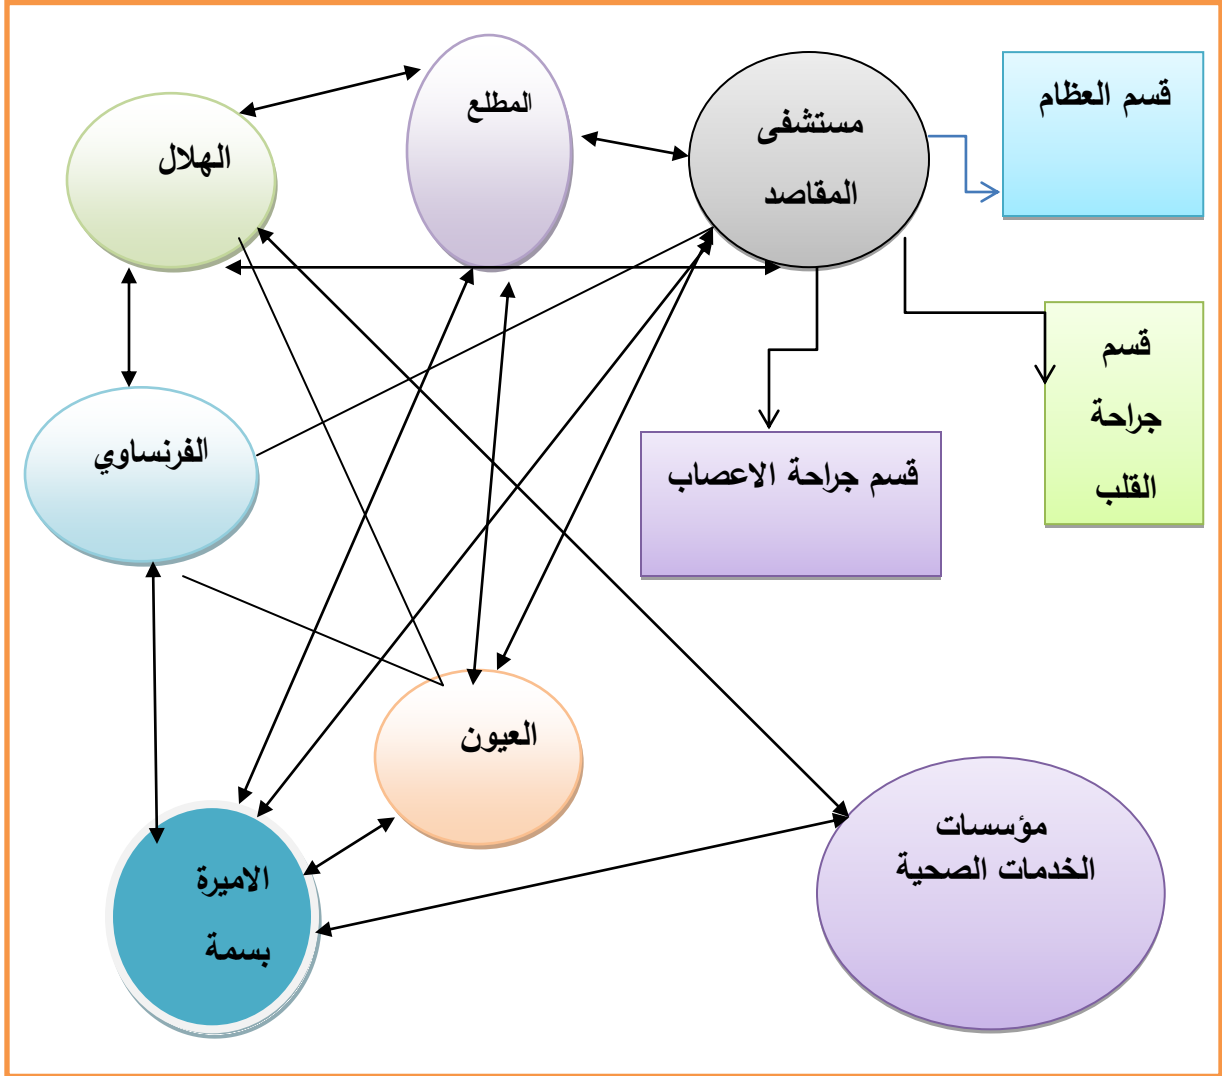 قسم العظام
مستشفى
المقاصد
المطلع
الهلال
قسم
جراحة
القلب
قسم جراحة الاعصاب
الفرنساوي
العيون
مؤسسات
الخدمات الصحية
الاميرة
بسمة